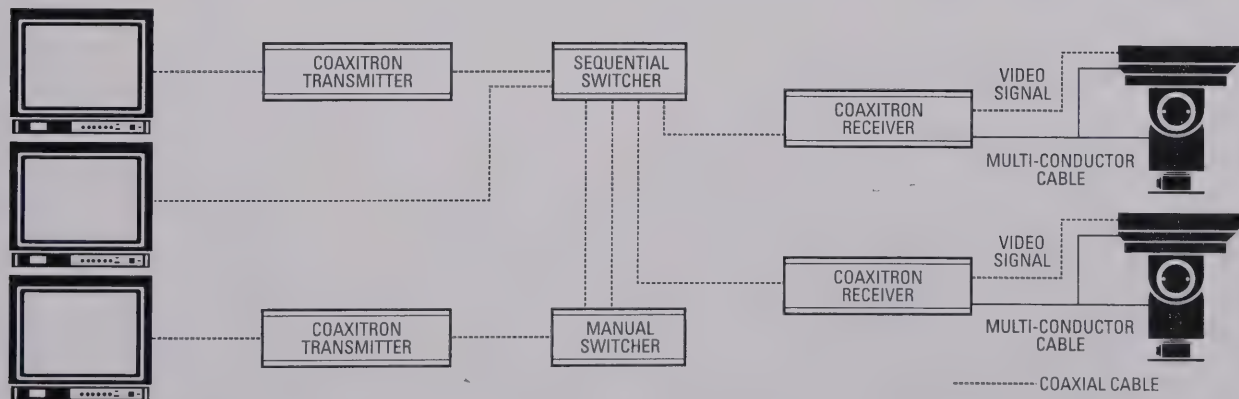 COAXITRON
TRANSMITTER
SEQUENTIAL
SWITCHER
VIDEO
SIGNAL
COAXITRON
RECEIVER
MULTI-CONDUCTOR
CABLE
VIDEO
SIGNAL
COAXITRON
RECEIVER
COAXITRON
TRANSMITTER
MANUAL
SWITCHER
MULTI-CONDUCTOR
CABLE
COAXIAL CABLE